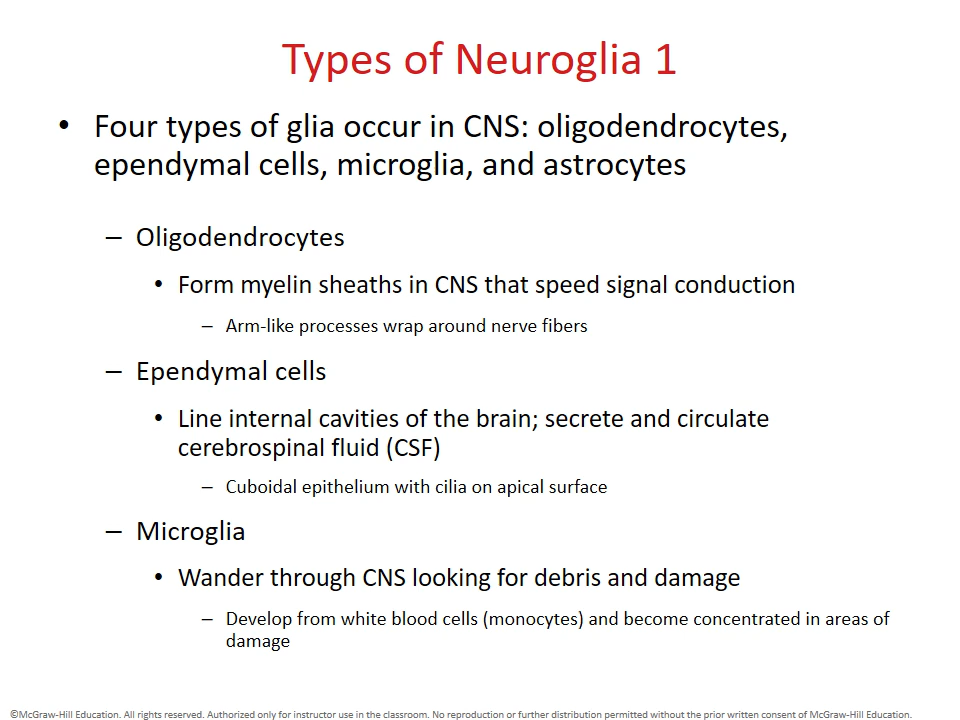 Types of Neuroglia 1
• Four types of glia occur in CNS: oligodendrocytes,
ependymal cells, microglia, and astrocytes
– Oligodendrocytes
• Form myelin sheaths in CNS that speed signal conduction
– Arm-like processes wrap around nerve fibers
– Ependymal cells
• Line internal cavities of the brain; secrete and circulate
cerebrospinal fluid (CSF)
– Cuboidal epithelium with cilia on apical surface
– Microglia
• Wander through CNS looking for debris and damage
– Develop from white blood cells (monocytes) and become concentrated in areas of
damage
©McGraw-Hill Education. All rights reserved. Authorized only for instructor use in the classroom. No reproduction or further distribution permitted without the prior written consent of McGraw-Hill Education.